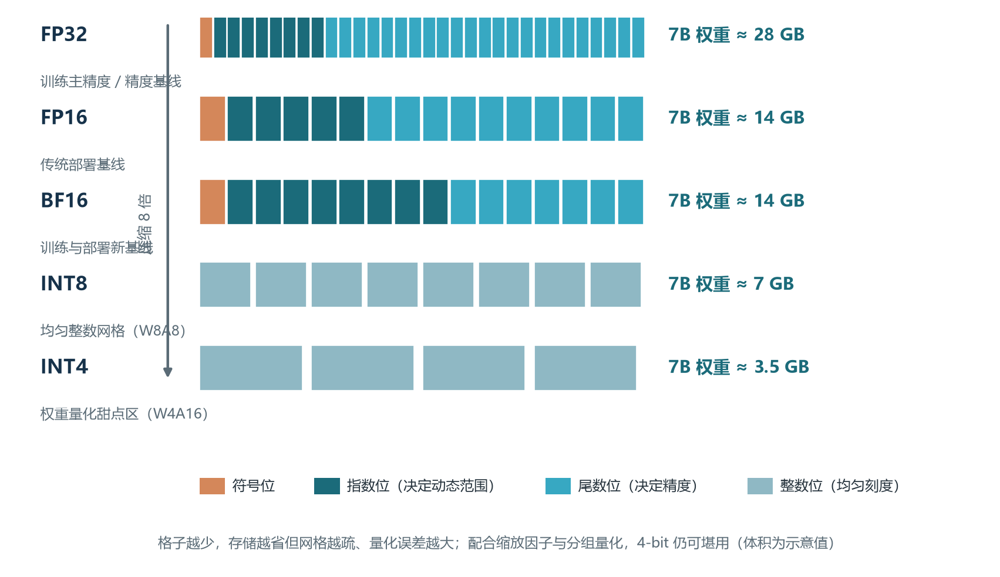 FP32
7B 权重 ≈ 28 GB
训练主精度 / 精度基线
FP16
7B 权重 ≈ 14 GB
传统部署基线
BF16
7B 权重 ≈ 14 GB
压缩 8 倍
训练与部署新基线
INT8
7B 权重 ≈ 7 GB
均匀整数网格（W8A8）
INT4
7B 权重 ≈ 3.5 GB
权重量化甜点区（W4A16）
符号位
指数位（决定动态范围）
尾数位（决定精度）
整数位（均匀刻度）
格子越少，存储越省但网格越疏、量化误差越大；配合缩放因子与分组量化，4-bit 仍可堪用（体积为示意值）